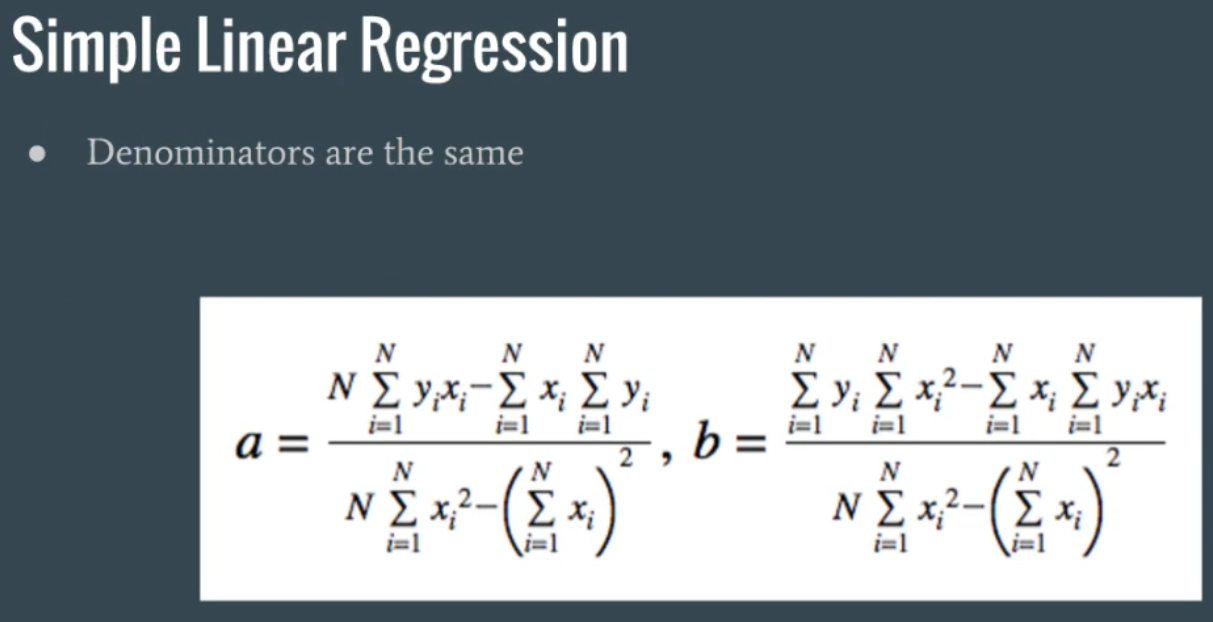 Simple Linear Regression
● Denominators are the same
a = \frac{N \sum_{i=1}^{N} y_i x_i - \sum_{i=1}^{N} x_i \sum_{i=1}^{N} y_i}{N \sum_{i=1}^{N} x_i^2 - \left( \sum_{i=1}^{N} x_i \right)^2} , b = \frac{\sum_{i=1}^{N} y_i \sum_{i=1}^{N} x_i^2 - \sum_{i=1}^{N} x_i \sum_{i=1}^{N} y_i x_i}{N \sum_{i=1}^{N} x_i^2 - \left( \sum_{i=1}^{N} x_i \right)^2}